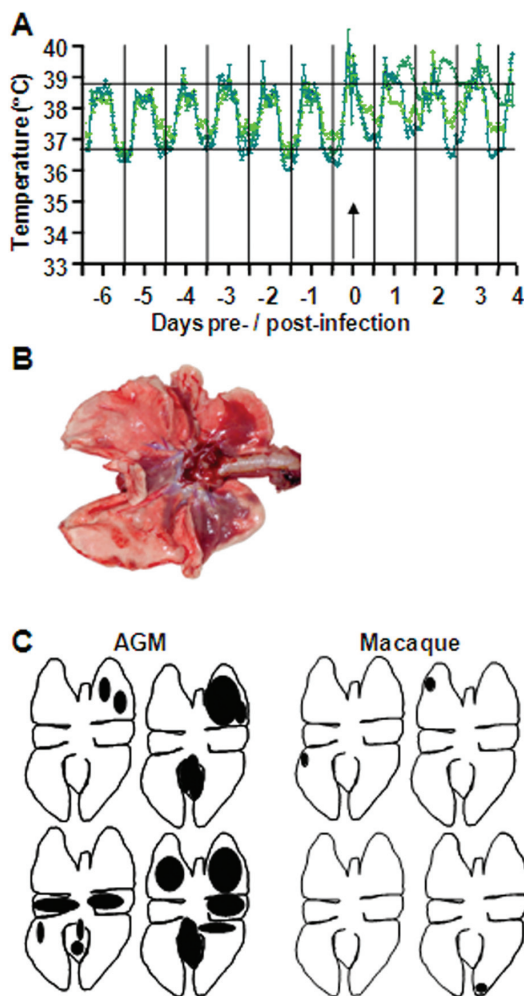 A
Temperature (°C)
40
39
38
37
36
35
34
33
-6 -5 -4 -3 -2 -1 0 1 2 3 4
Days pre- / post-infection
B
C
AGM Macaque